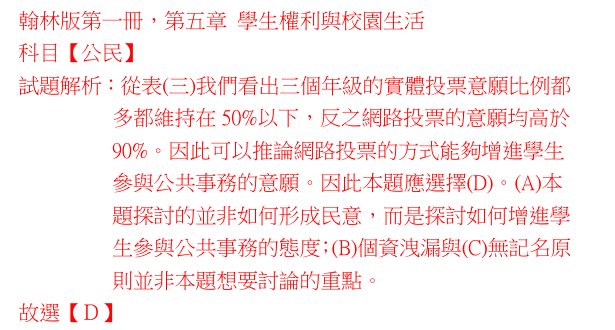 翰林版第一冊，第五章 學生權利與校園生活
科目【公民】
試題解析：從表(三)我們看出三個年級的實體投票意願比例都
多都維持在 50%以下，反之網路投票的意願均高於
90%。因此可以推論網路投票的方式能夠增進學生
參與公共事務的意願。因此本題應選擇(D)。(A)本
題探討的並非如何形成民意，而是探討如何增進學
生參與公共事務的態度；(B)個資洩漏與(C)無記名原
則並非本題想要討論的重點。
故選【D】